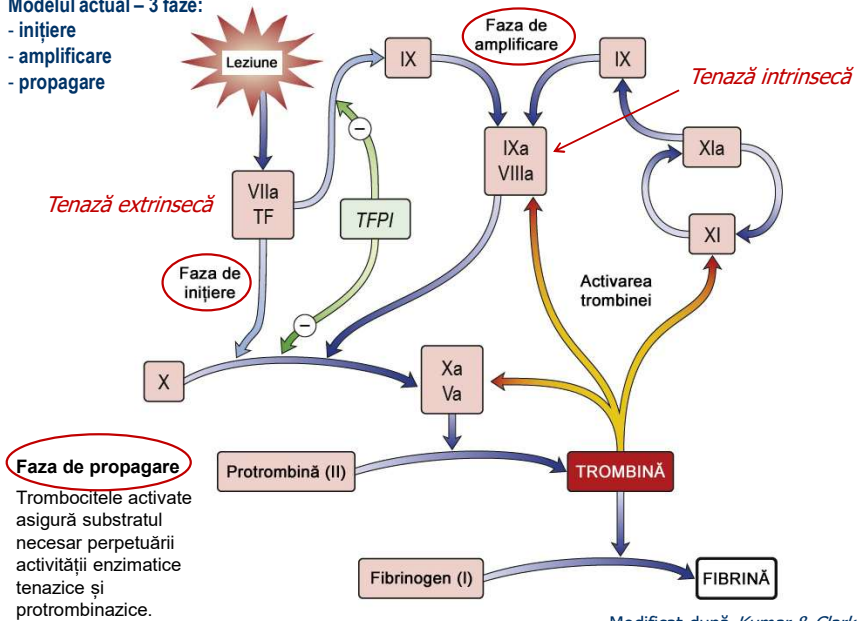 Modelul actual – 3 faze:
- inițiere
- amplificare
- propagare
Leziune
IX
Faza de
amplificare
IX
Tenază intrinsecă
IXa
VIIIa
XIa
XI
VIIa
TF
Tenază extrinsecă
TFPI
–
Faza de
inițiere
–
Activarea
trombinei
X
Xa
Va
Faza de propagare
Trombocitele activate
asigură substratul
necesar perpetuării
activității enzimatice
tenazice și
protrombinazice.
Protrombină (II)
TROMBINĂ
Fibrinogen (I)
FIBRINĂ
Modificat după Kumar & Clark